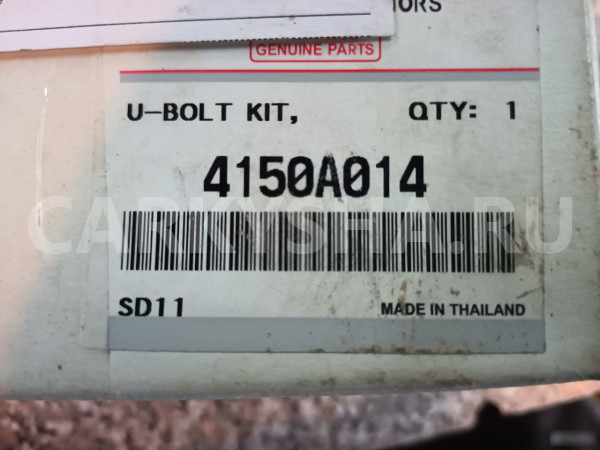 GENUINE PARTS
U-BOLT KIT, QTY: 1
4150A014
CARKYSHA.RU
SD11 MADE IN THAILAND